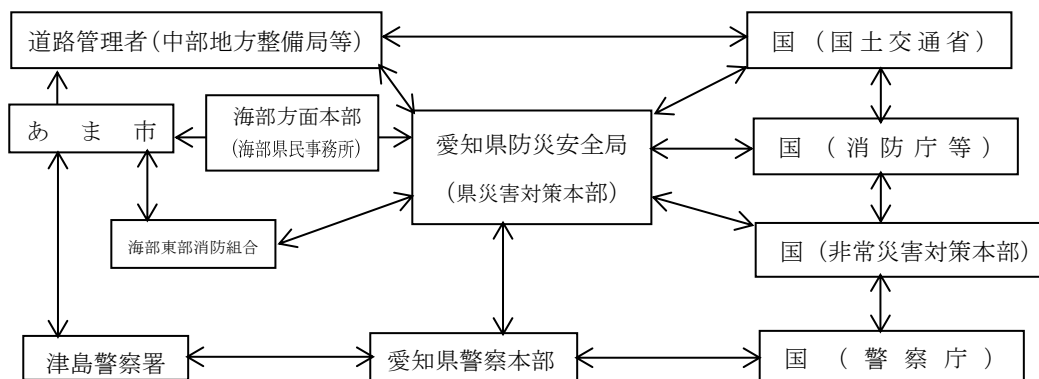 道路管理者(中部地方整備局等)
国（国土交通省）
あま市
海部方面本部
(海部県民事務所)
愛知県防災安全局
（県災害対策本部）
国（消防庁等）
海部東部消防組合
国（非常災害対策本部）
津島警察署
愛知県警察本部
国（警察庁）